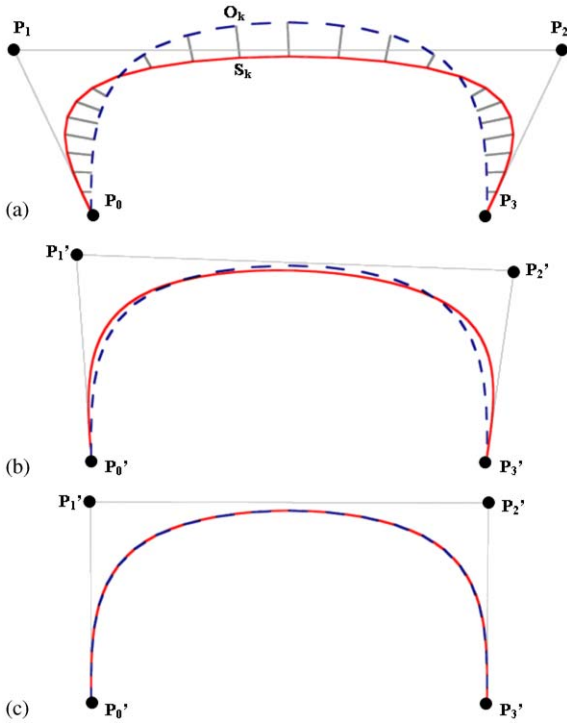 P₁ Oₖ P₂
Sₖ
(a) P₀ P₃
P₁' P₂'
(b) P₀' P₃'
P₁' P₂'
(c) P₀' P₃'